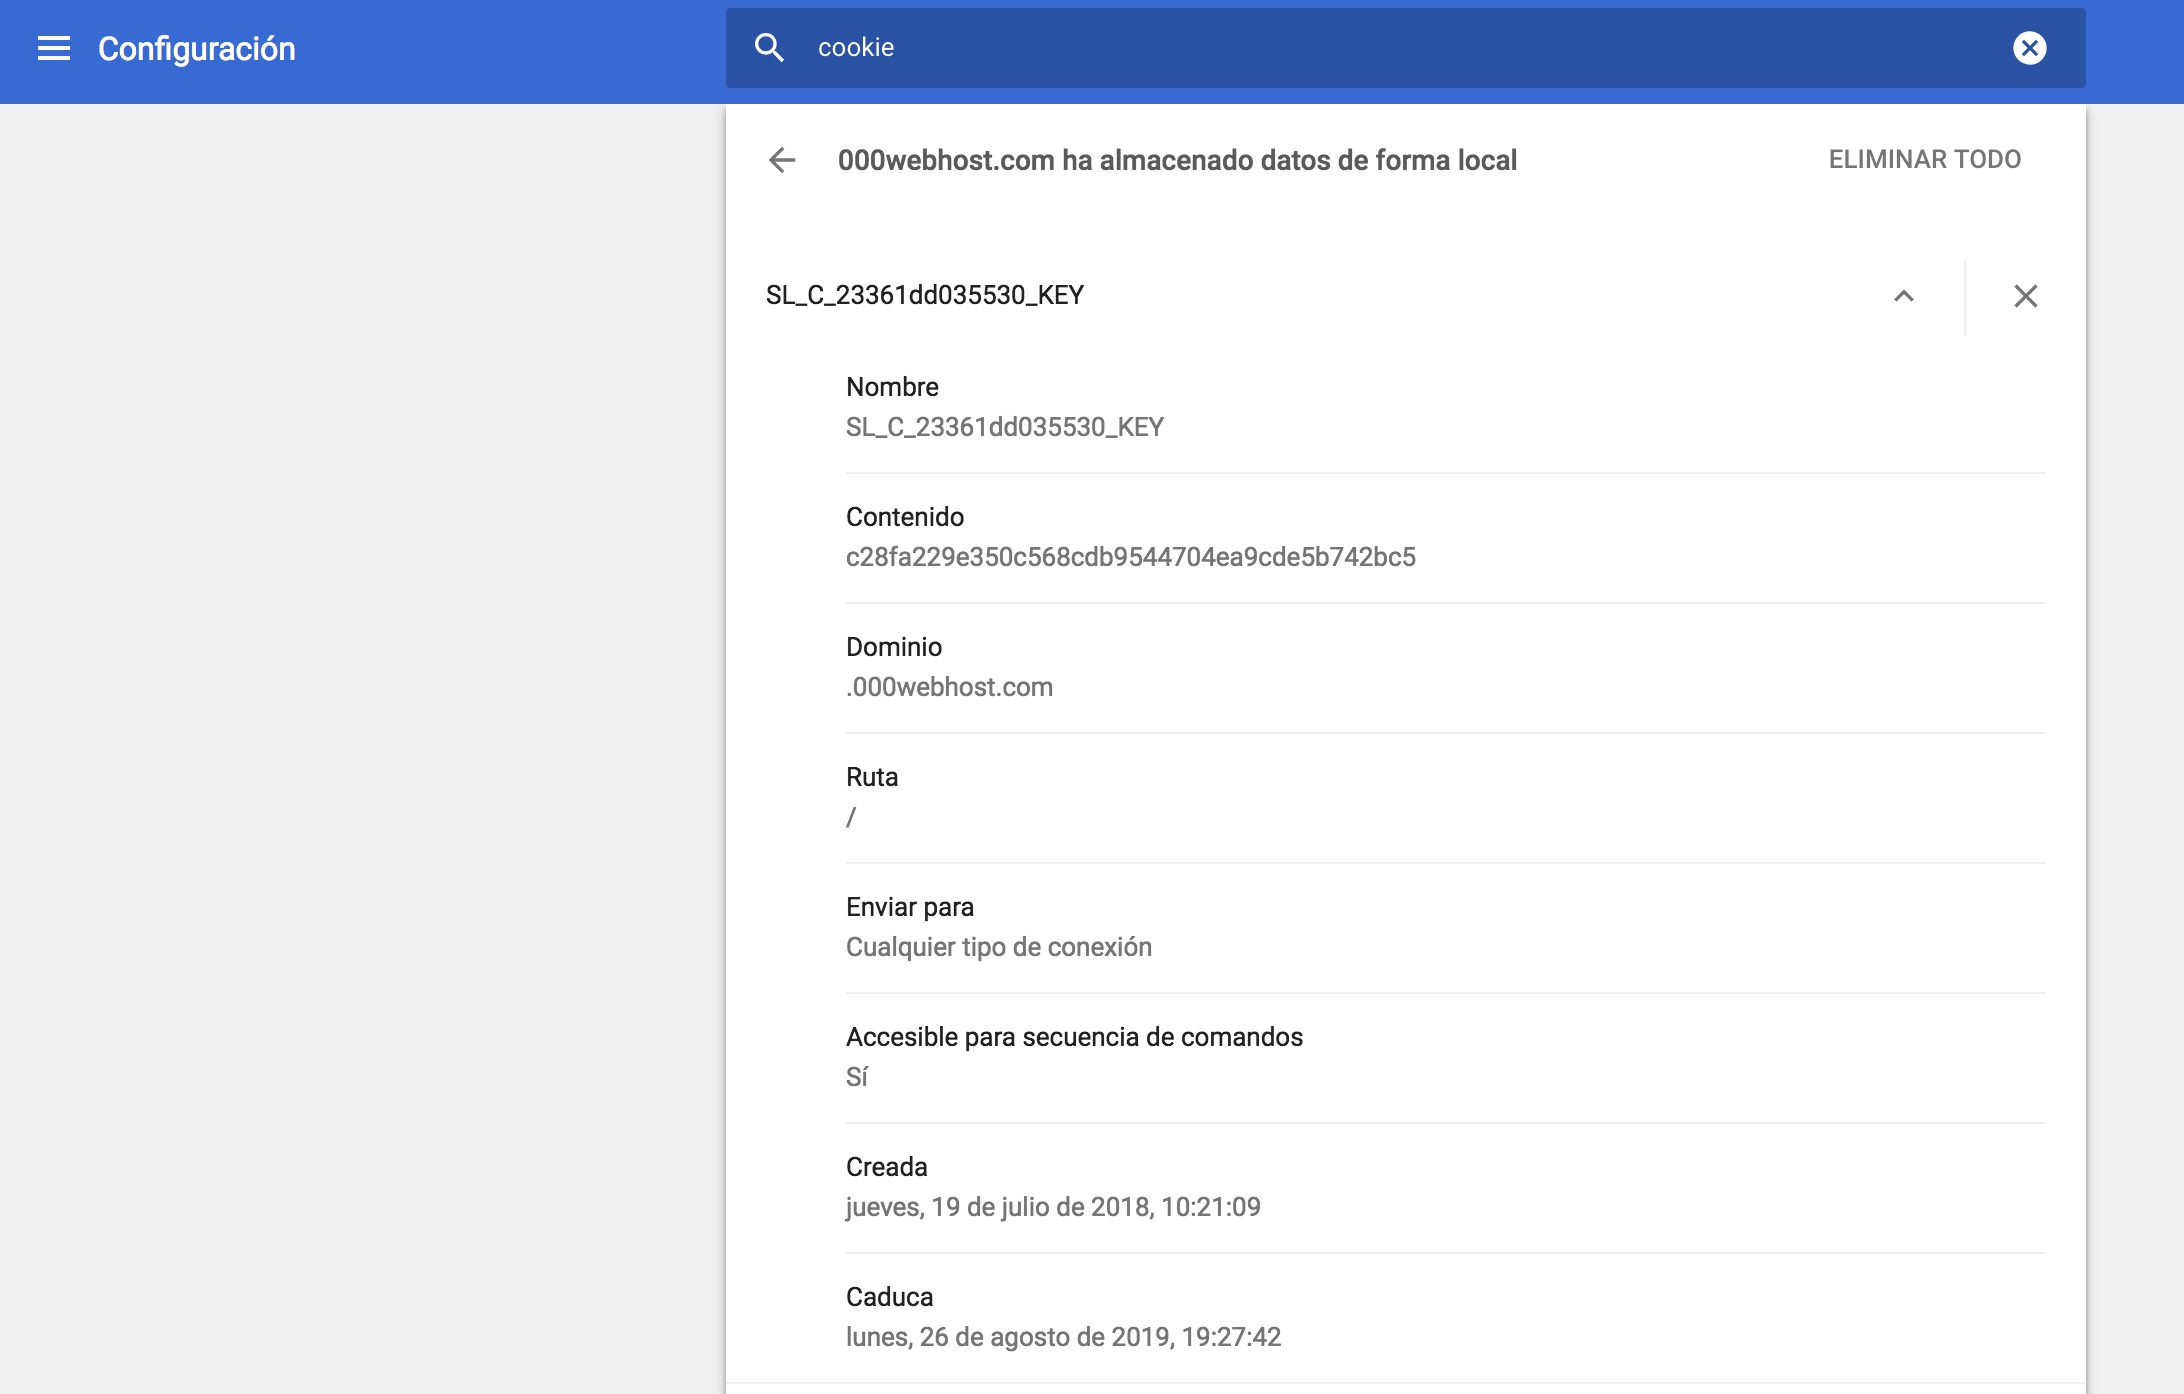 Configuración
cookie
000webhost.com ha almacenado datos de forma local
ELIMINAR TODO
SL_C_23361dd035530_KEY
Nombre
SL_C_23361dd035530_KEY
Contenido
c28fa229e350c568cdb9544704ea9cde5b742bc5
Dominio
.000webhost.com
Ruta
/
Enviar para
Cualquier tipo de conexión
Accesible para secuencia de comandos
Sí
Creada
jueves, 19 de julio de 2018, 10:21:09
Caduca
lunes, 26 de agosto de 2019, 19:27:42